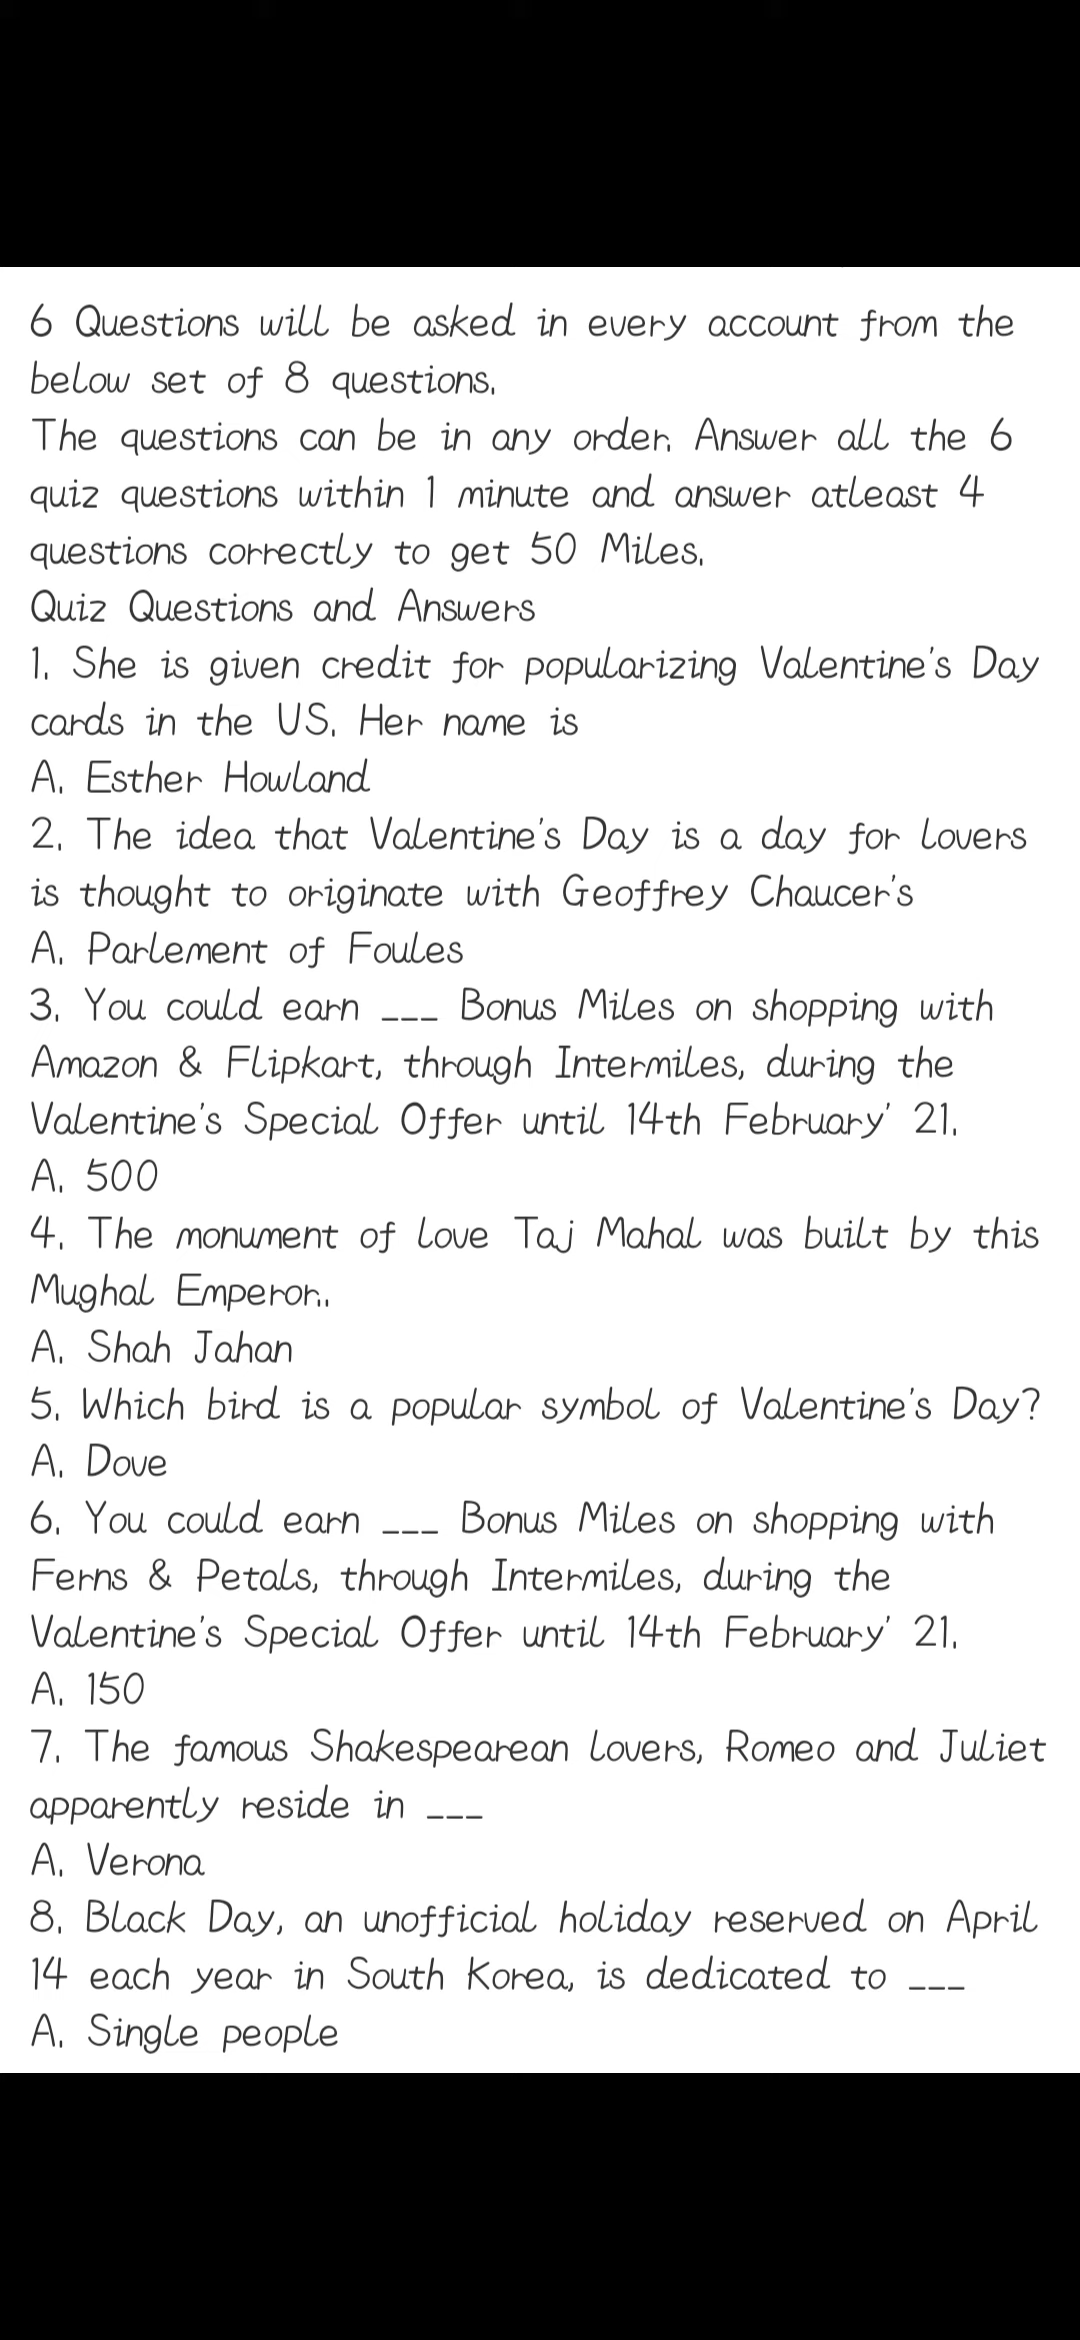 6 Questions will be asked in every account from the
below set of 8 questions.
The questions can be in any order. Answer all the 6
quiz questions within 1 minute and answer atleast 4
questions correctly to get 50 Miles.
Quiz Questions and Answers
1. She is given credit for popularizing Valentine's Day
cards in the US. Her name is
A. Esther Howland
2. The idea that Valentine's Day is a day for lovers
is thought to originate with Geoffrey Chaucer's
A. Parlement of Foules
3. You could earn ___ Bonus Miles on shopping with
Amazon & Flipkart, through Intermiles, during the
Valentine's Special Offer until 14th February' 21.
A. 500
4. The monument of love Taj Mahal was built by this
Mughal Emperor..
A. Shah Jahan
5. Which bird is a popular symbol of Valentine's Day?
A. Dove
6. You could earn ___ Bonus Miles on shopping with
Ferns & Petals, through Intermiles, during the
Valentine's Special Offer until 14th February' 21.
A. 150
7. The famous Shakespearean lovers, Romeo and Juliet
apparently reside in ___
A. Verona
8. Black Day, an unofficial holiday reserved on April
14 each year in South Korea, is dedicated to ___
A. Single people